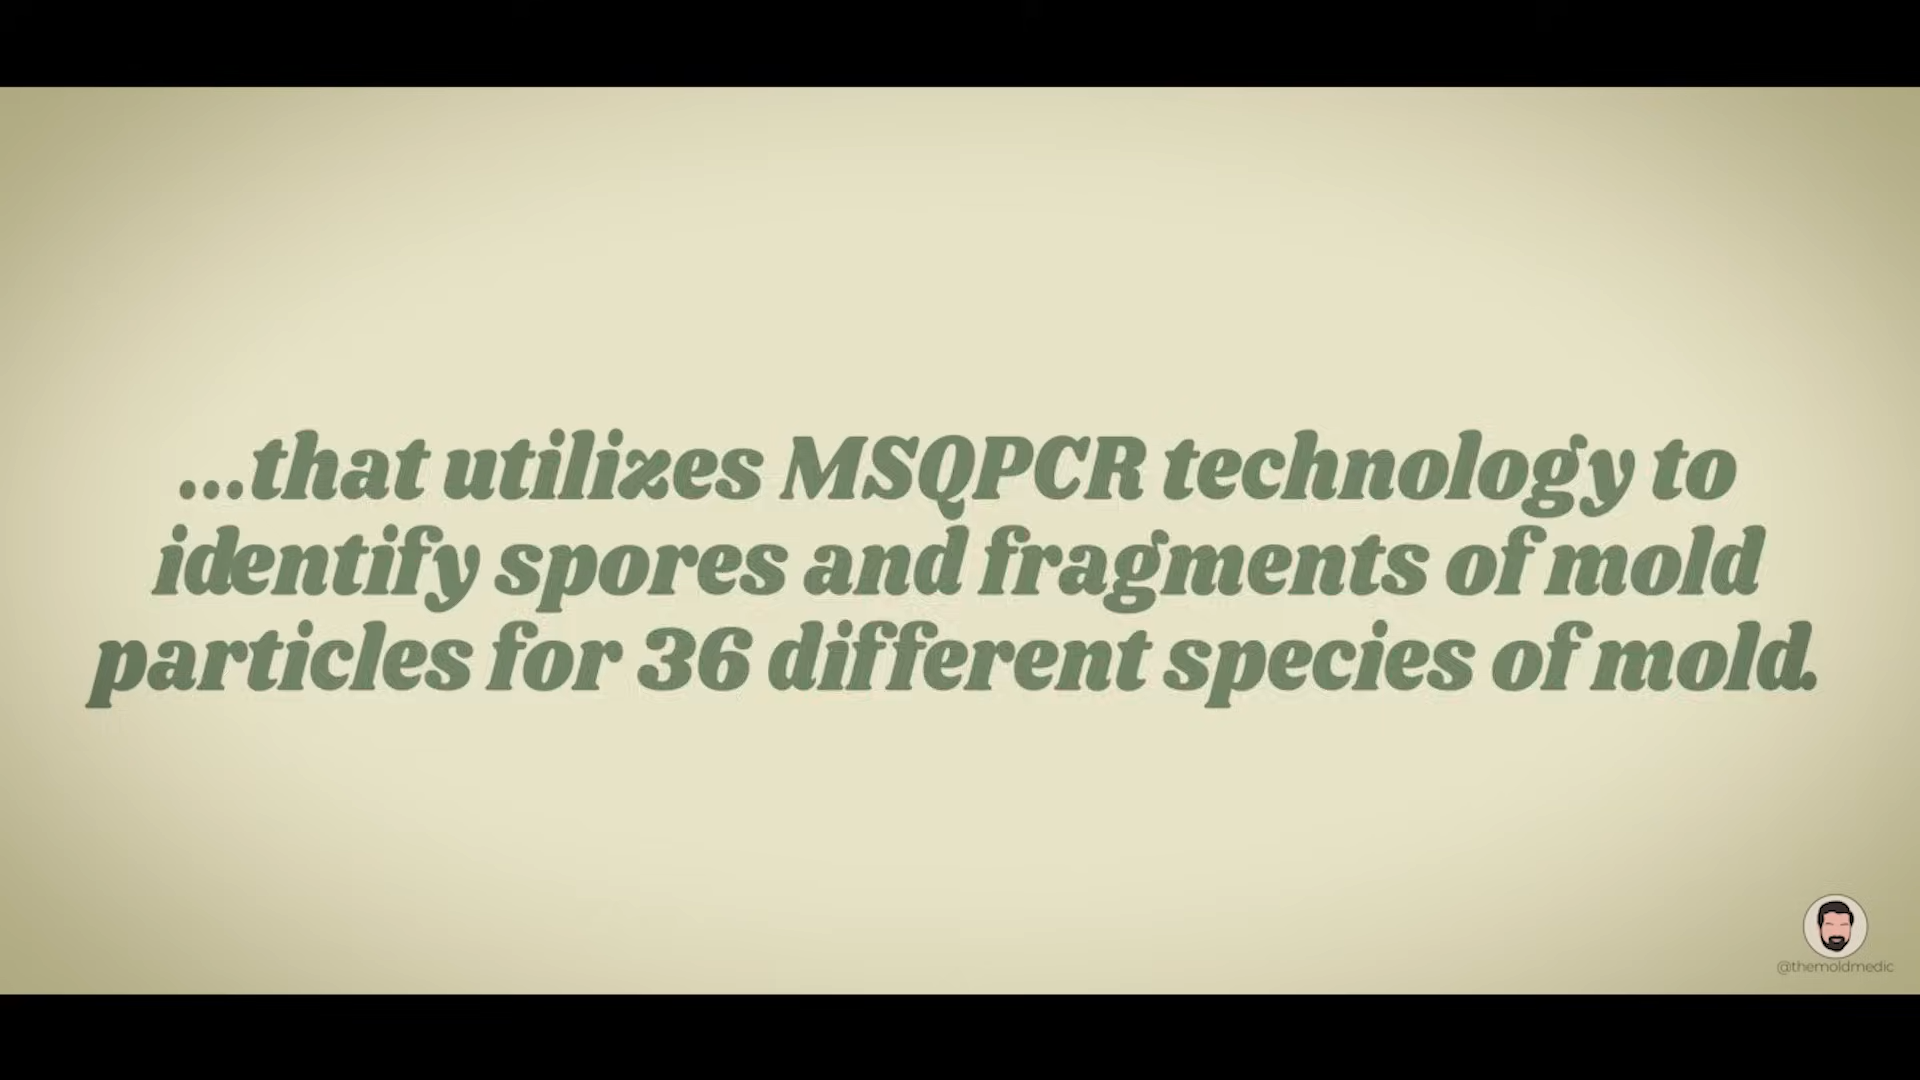 ...that utilizes MSQPCR technology to
identify spores and fragments of mold
particles for 36 different species of mold.
@themoldmedic